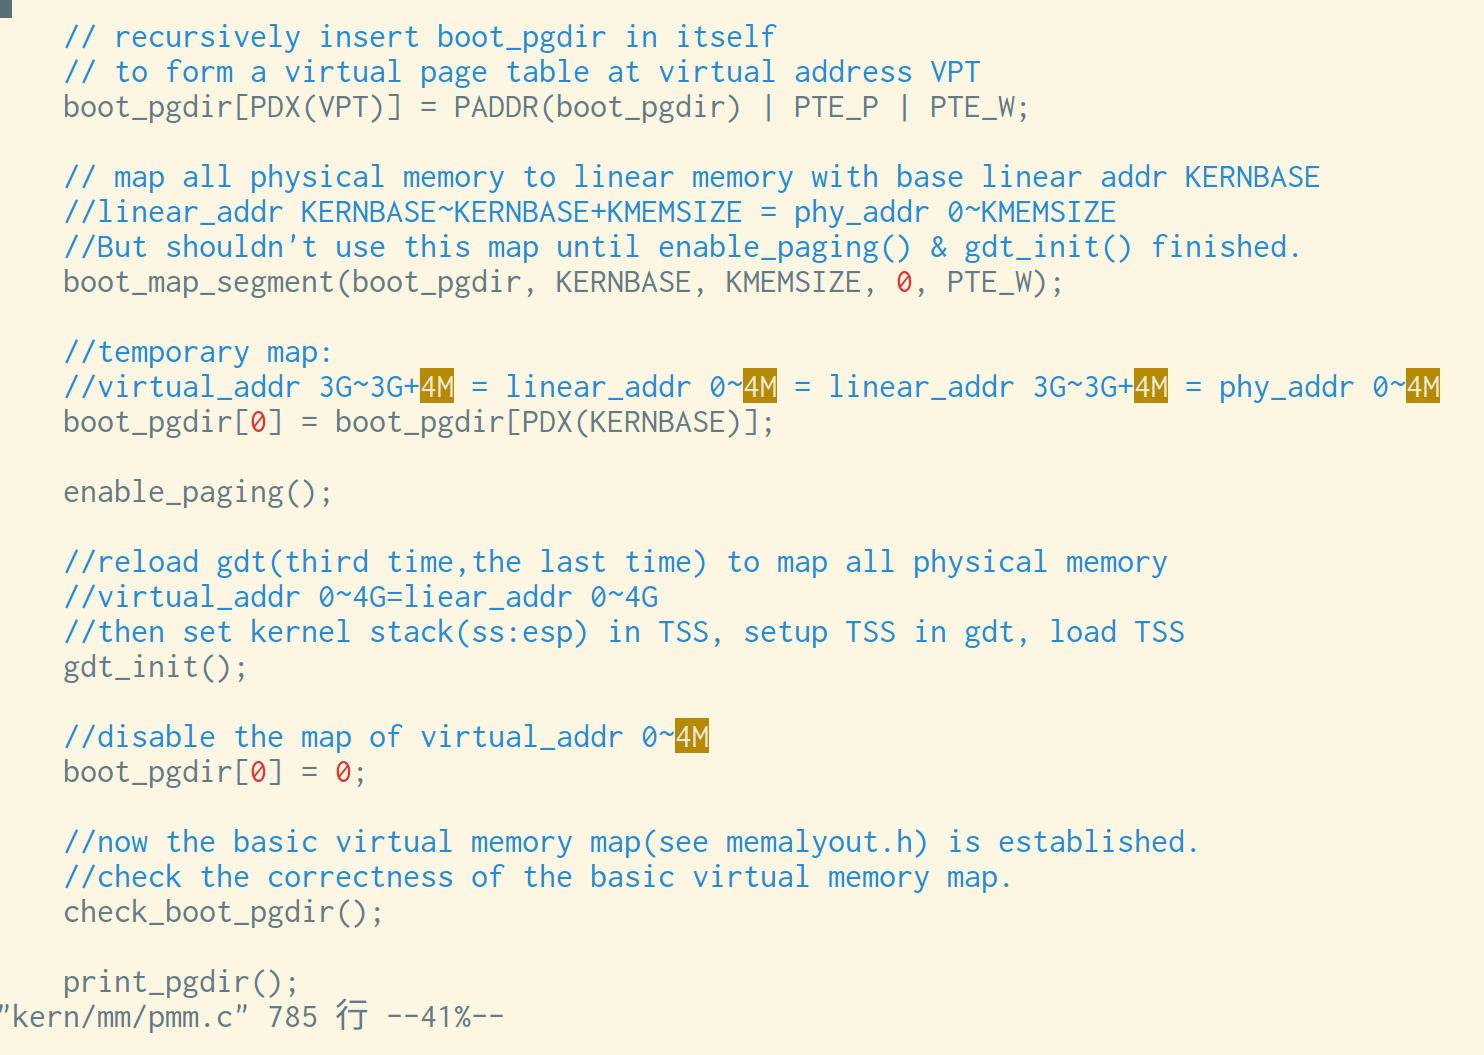 // recursively insert boot_pgdir in itself
// to form a virtual page table at virtual address VPT
boot_pgdir[PDX(VPT)] = PADDR(boot_pgdir) | PTE_P | PTE_W;
// map all physical memory to linear memory with base linear addr KERNBASE
//linear_addr KERNBASE~KERNBASE+KMEMSIZE = phy_addr 0~KMEMSIZE
//But shouldn't use this map until enable_paging() & gdt_init() finished.
boot_map_segment(boot_pgdir, KERNBASE, KMEMSIZE, 0, PTE_W);
//temporary map:
//virtual_addr 3G~3G+4M = linear_addr 0~4M = linear_addr 3G~3G+4M = phy_addr 0~4M
boot_pgdir[0] = boot_pgdir[PDX(KERNBASE)];
enable_paging();
//reload gdt(third time,the last time) to map all physical memory
//virtual_addr 0~4G=liear_addr 0~4G
//then set kernel stack(ss:esp) in TSS, setup TSS in gdt, load TSS
gdt_init();
//disable the map of virtual_addr 0~4M
boot_pgdir[0] = 0;
//now the basic virtual memory map(see memalyout.h) is established.
//check the correctness of the basic virtual memory map.
check_boot_pgdir();
print_pgdir();
"kern/mm/pmm.c" 785 行 --41%--